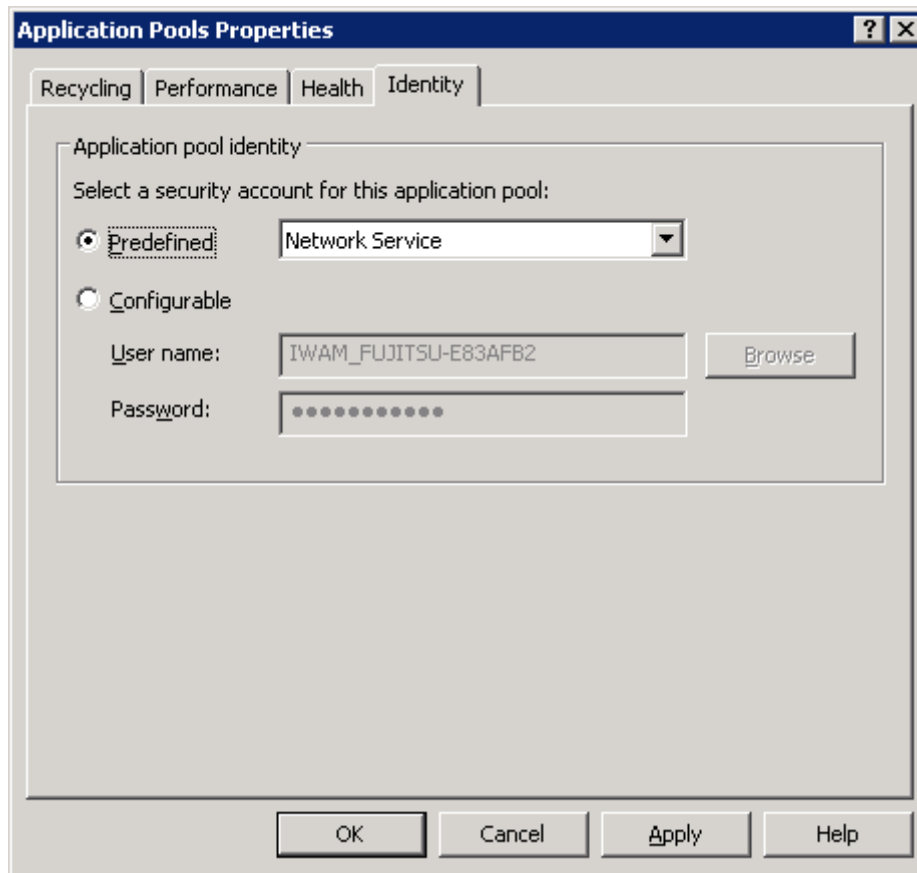 Application Pools Properties
Recycling Performance Health Identity
Application pool identity
Select a security account for this application pool:
Predefined Network Service
Configurable
User name: IWAM_FUJITSU-E83AFB2 Browse
Password: ●●●●●●●●●●●
OK Cancel Apply Help